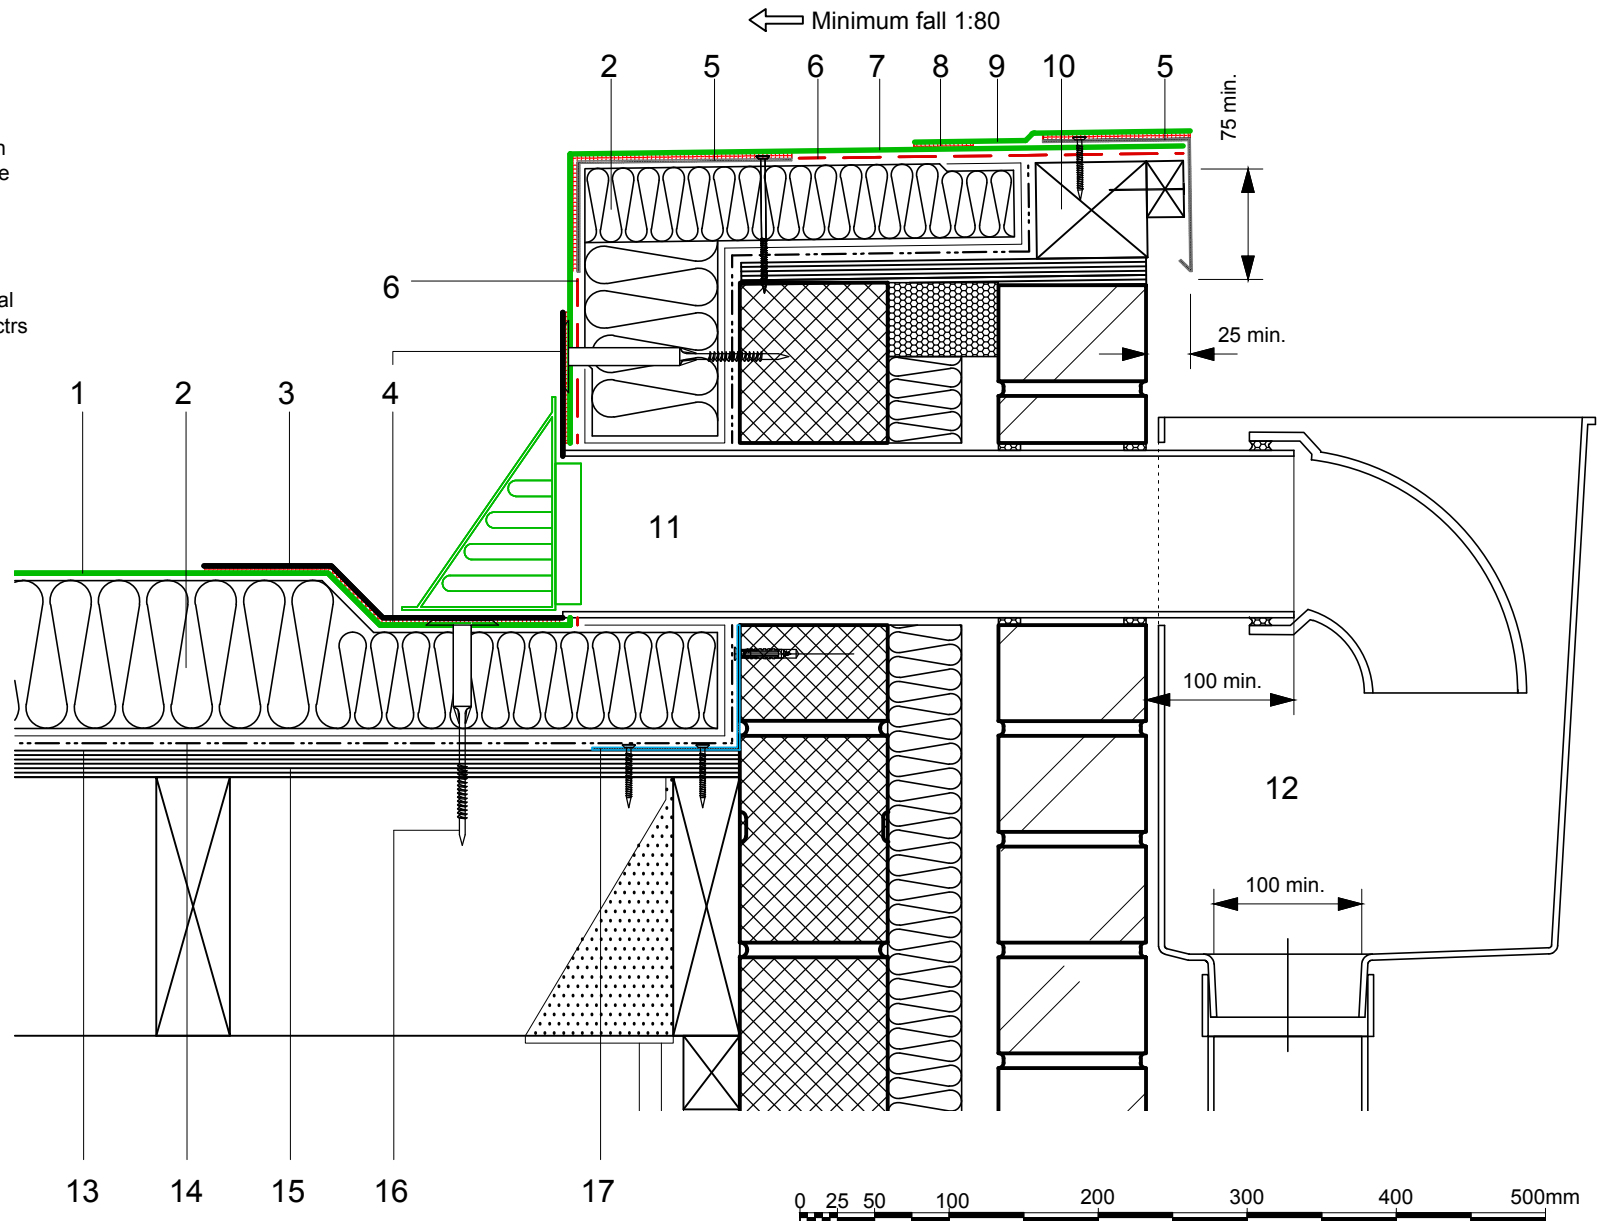 Minimum fall 1:80
2 5 6 7 8 9 10 5
75 min.
n
e
6
al
ctrs
25 min.
1 2 3 4
11
100 min.
12
100 min.
13 14 15 16 17
0 25 50 100 200 300 400 500mm